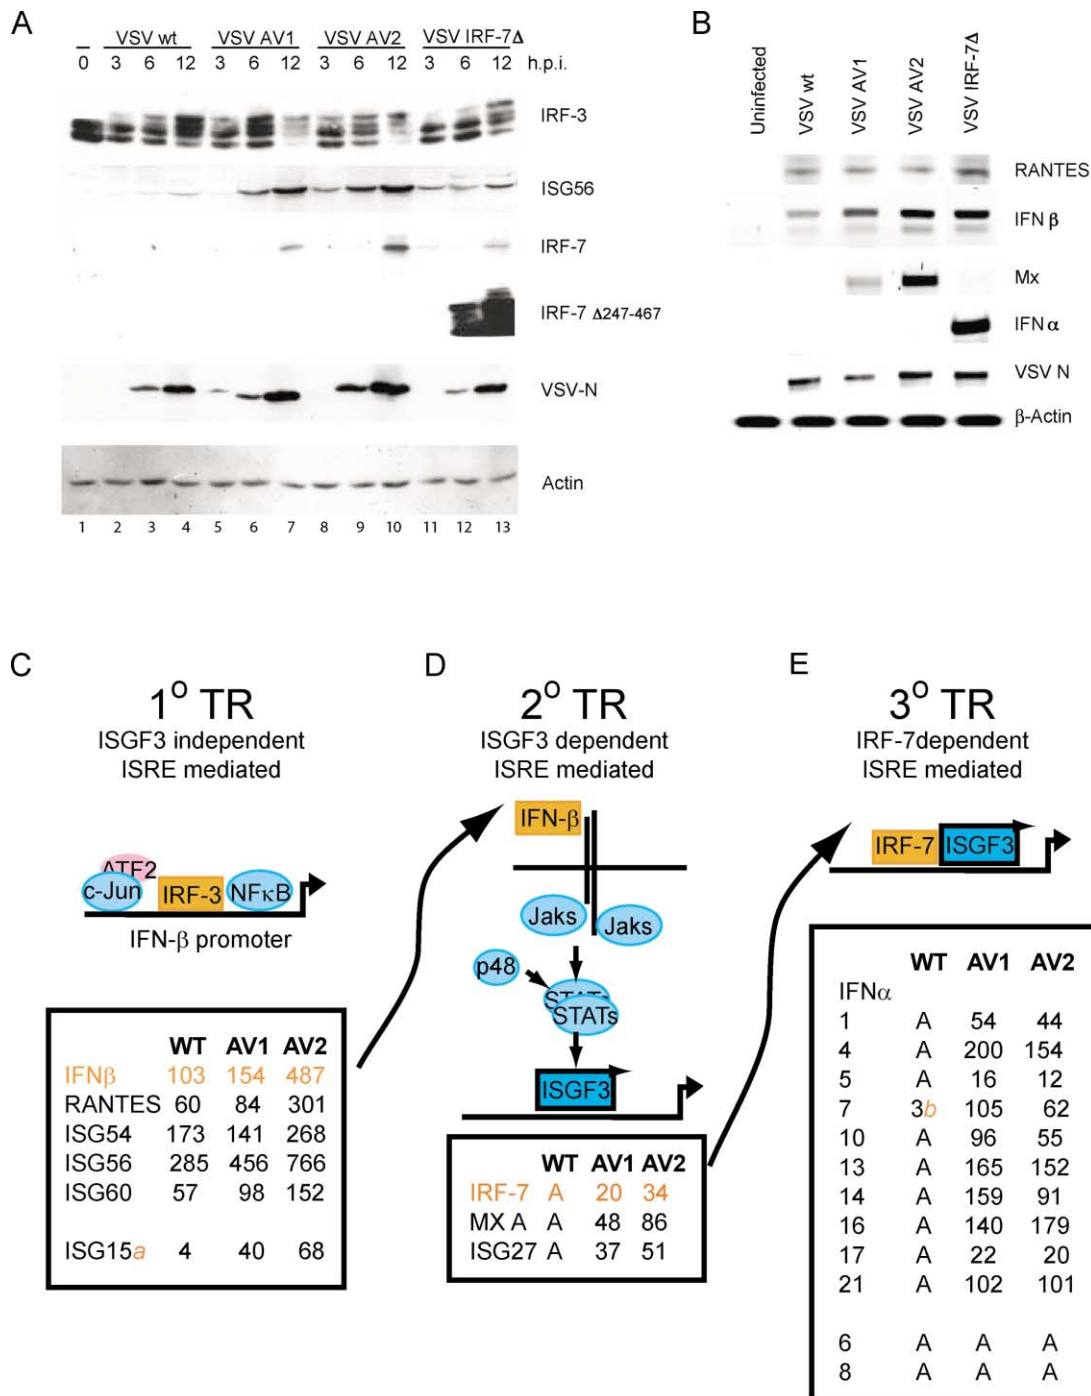 A
VSV wt VSV AV1 VSV AV2 VSV IRF-7Δ
0 3 6 12 3 6 12 3 6 12 3 6 12 h.p.i.
IRF-3
ISG56
IRF-7
IRF-7 Δ247-467
VSV-N
Actin
1 2 3 4 5 6 7 8 9 10 11 12 13
B
Uninfected
VSV wt
VSV AV1
VSV AV2
VSV IRF-7Δ
RANTES
IFN β
Mx
IFN α
VSV N
β-Actin
C
1° TR
ISGF3 independent
ISRE mediated
ATF2
c-Jun IRF-3 NFκB
IFN-β promoter
WT AV1 AV2
IFNβ 103 154 487
RANTES 60 84 301
ISG54 173 141 268
ISG56 285 456 766
ISG60 57 98 152
ISG15a 4 40 68
D
2° TR
ISGF3 dependent
ISRE mediated
IFN-β
Jaks Jaks
p48
STATs
STATs
ISGF3
WT AV1 AV2
IRF-7 A 20 34
MX A A 48 86
ISG27 A 37 51
E
3° TR
IRF-7dependent
ISRE mediated
IRF-7 ISGF3
WT AV1 AV2
IFNα
1 A 54 44
4 A 200 154
5 A 16 12
7 3b 105 62
10 A 96 55
13 A 165 152
14 A 159 91
16 A 140 179
17 A 22 20
21 A 102 101
6 A A A
8 A A A